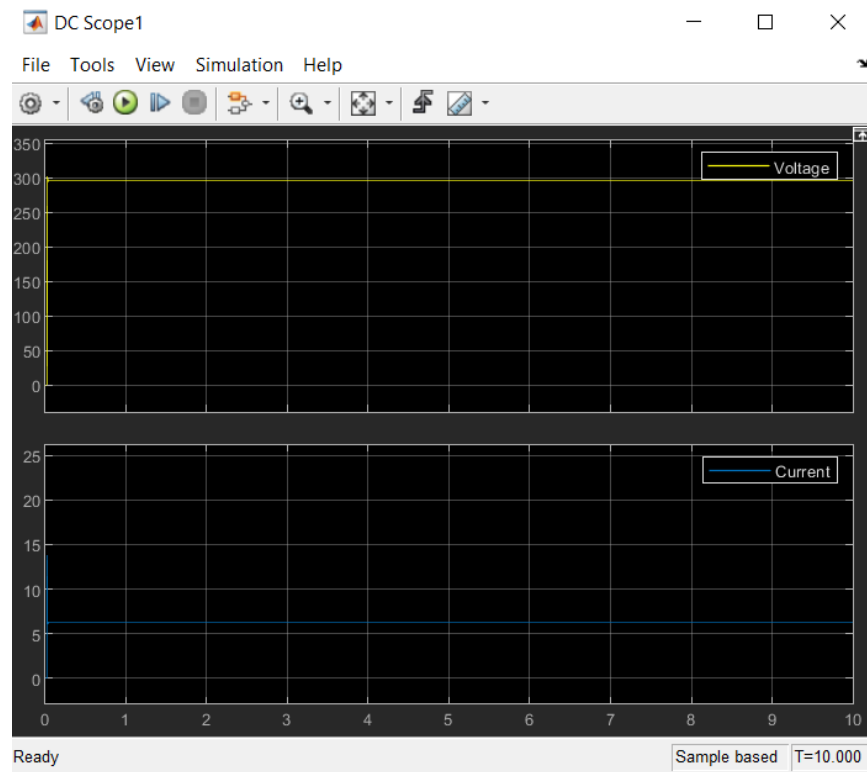 DC Scope1
File Tools View Simulation Help
350
300
250
200
150
100
50
0
Voltage
25
20
15
10
5
0
Current
0 1 2 3 4 5 6 7 8 9 10
Ready Sample based T=10.000